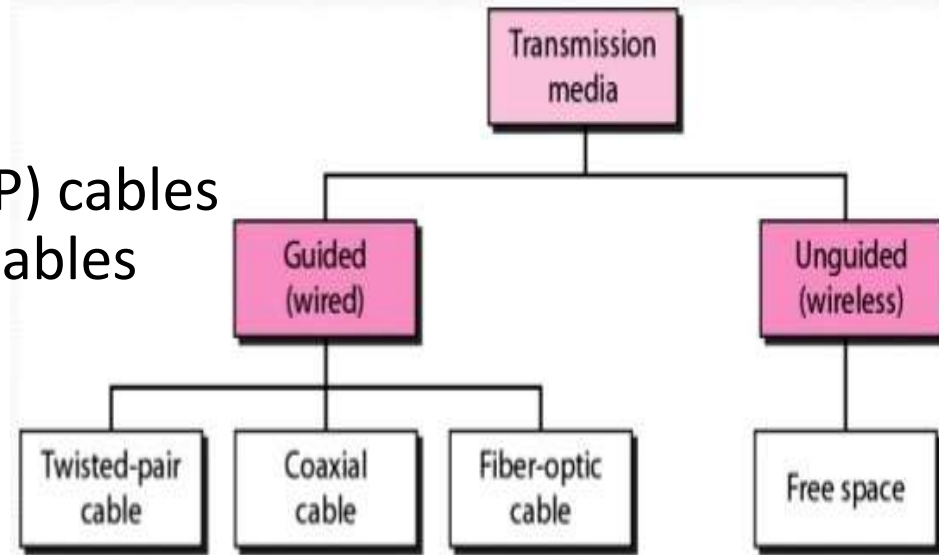 Transmission
media
P) cables
ables
Guided
(wired)
Unguided
(wireless)
Twisted-pair
cable
Coaxial
cable
Fiber-optic
cable
Free space